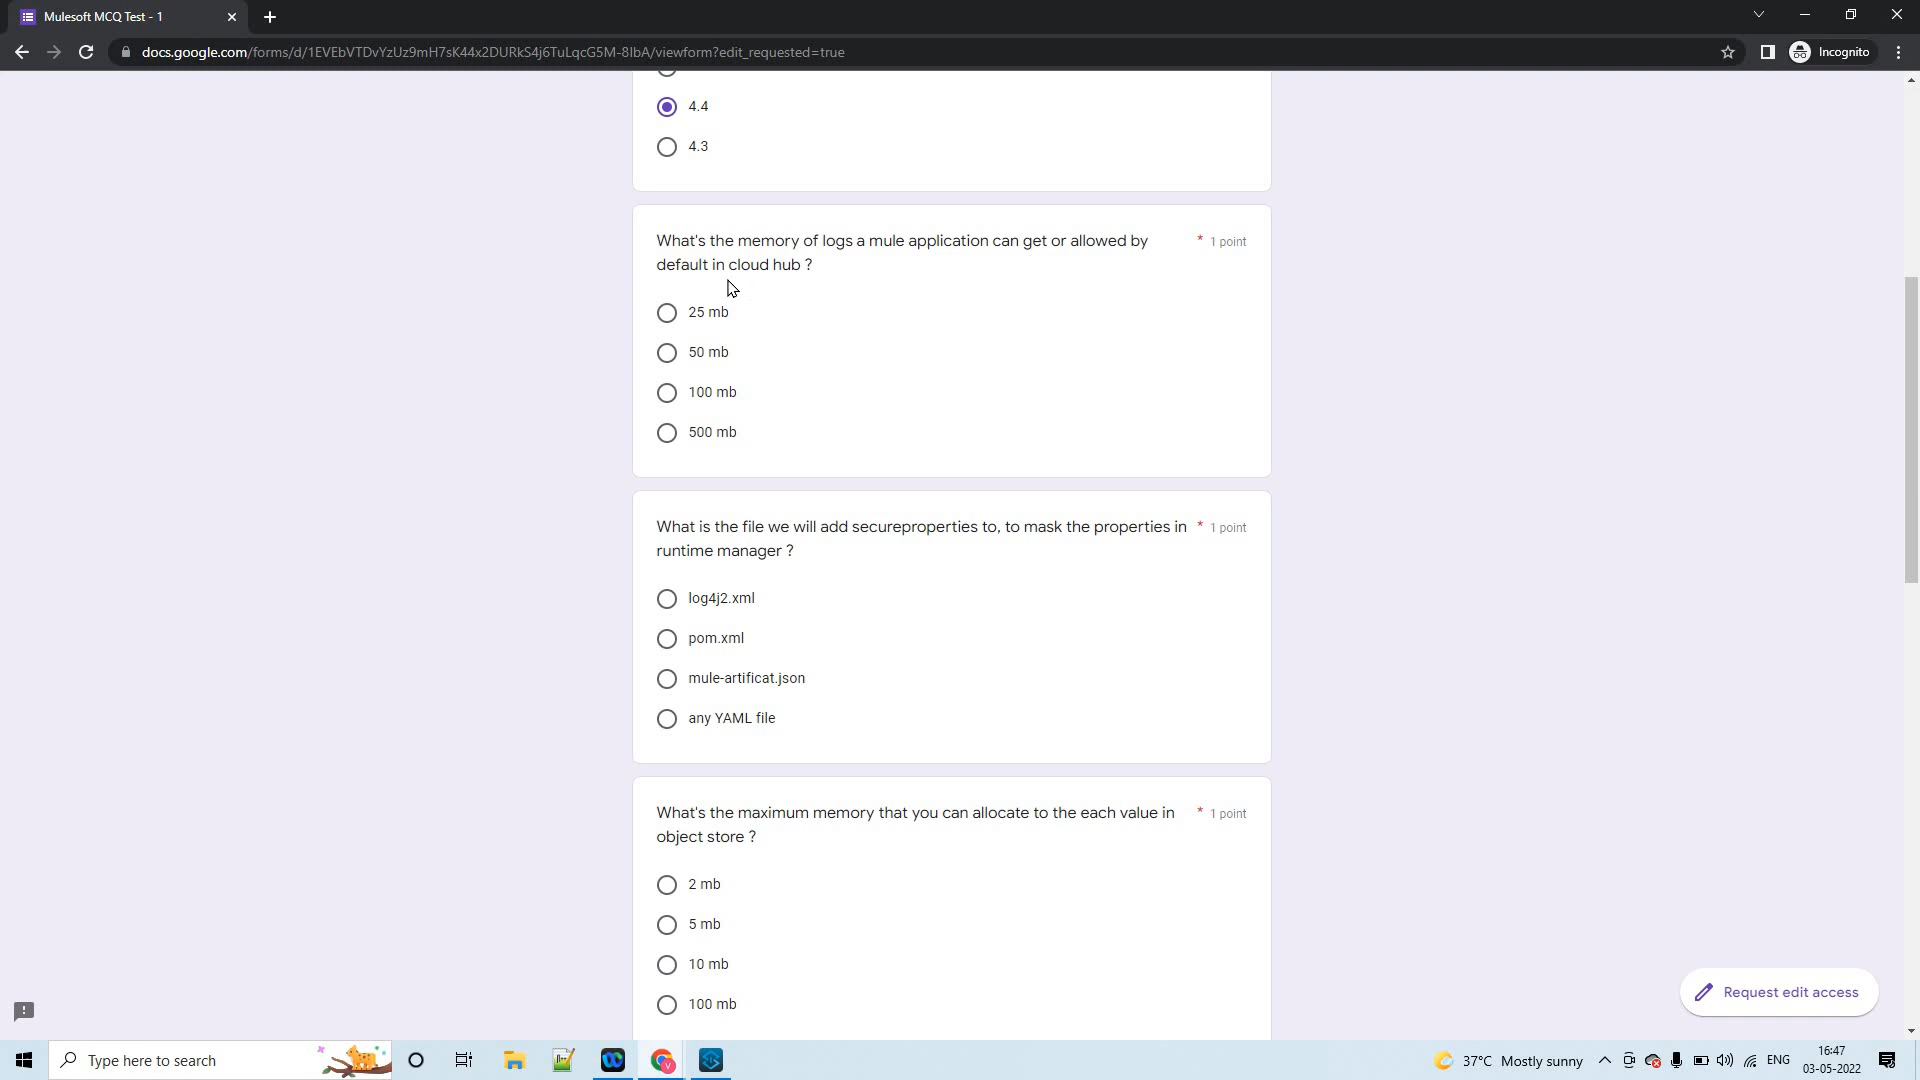 Mulesoft MCQ Test - 1
docs.google.com/forms/d/1EVEbVTDvYzUz9mH7sK44x2DURkS4j6TuLqcG5M-8IbA/viewform?edit_requested=true
Incognito
4.4
4.3
What's the memory of logs a mule application can get or allowed by
default in cloud hub ?
* 1 point
25 mb
50 mb
100 mb
500 mb
What is the file we will add secureproperties to, to mask the properties in
runtime manager ?
* 1 point
log4j2.xml
pom.xml
mule-artificat.json
any YAML file
What's the maximum memory that you can allocate to the each value in
object store ?
* 1 point
2 mb
5 mb
10 mb
100 mb
Request edit access
Type here to search
37°C Mostly sunny
ENG
16:47
03-05-2022